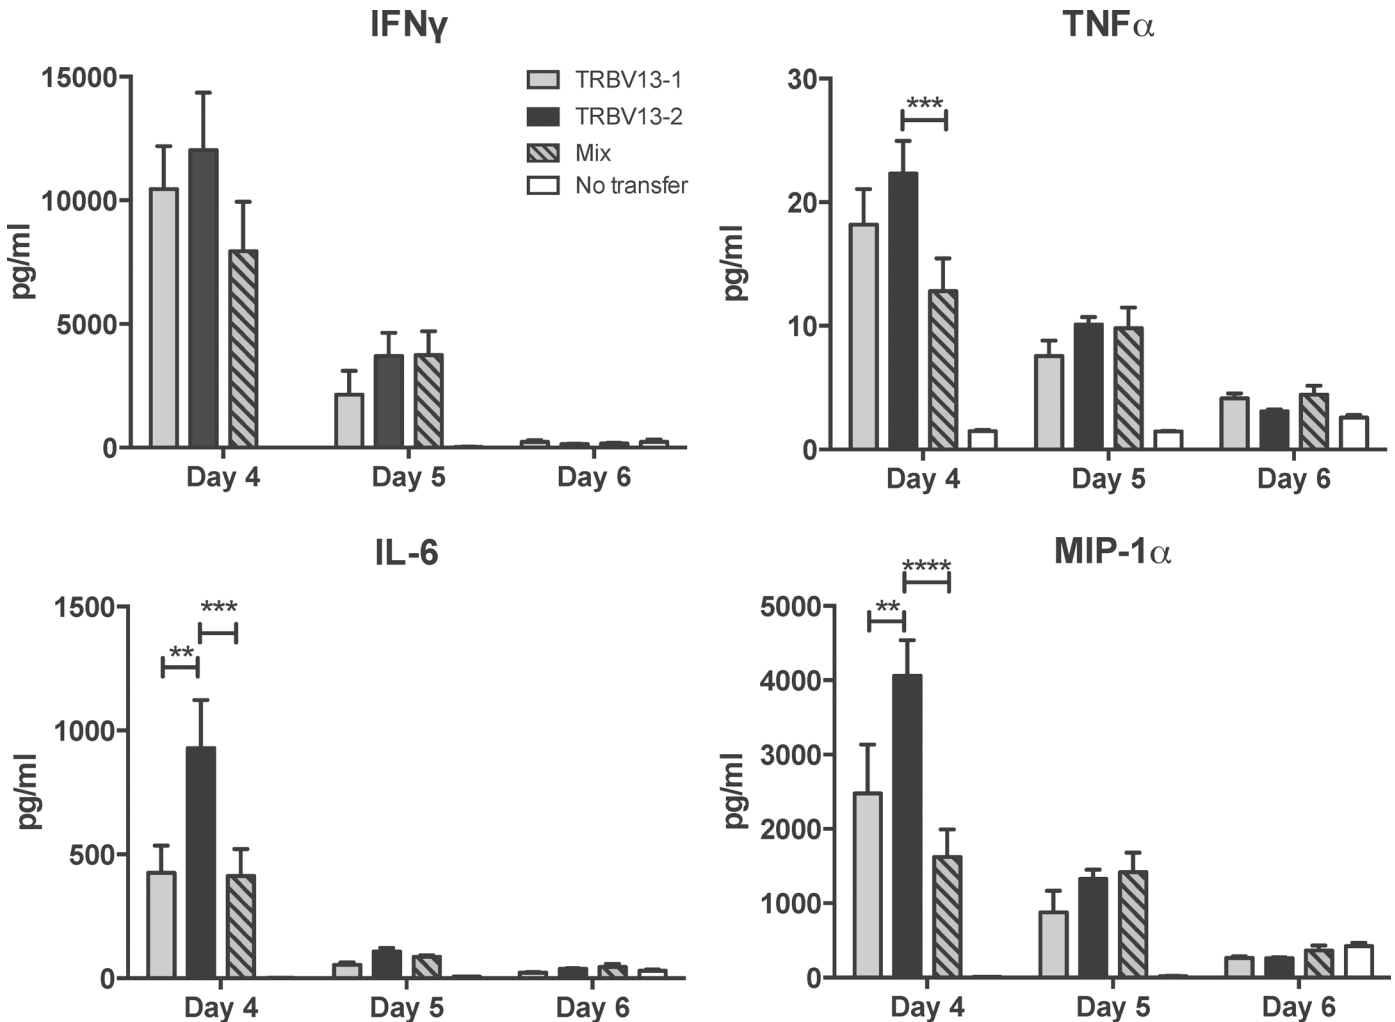 IFNγ
15000
10000
5000
0
pg/ml
Day 4
Day 5
Day 6
TRBV13-1
TRBV13-2
Mix
No transfer
TNFα
30
20
10
0
pg/ml
***
Day 4
Day 5
Day 6
IL-6
1500
1000
500
0
pg/ml
**
***
Day 4
Day 5
Day 6
MIP-1α
5000
4000
3000
2000
1000
0
pg/ml
**
****
Day 4
Day 5
Day 6